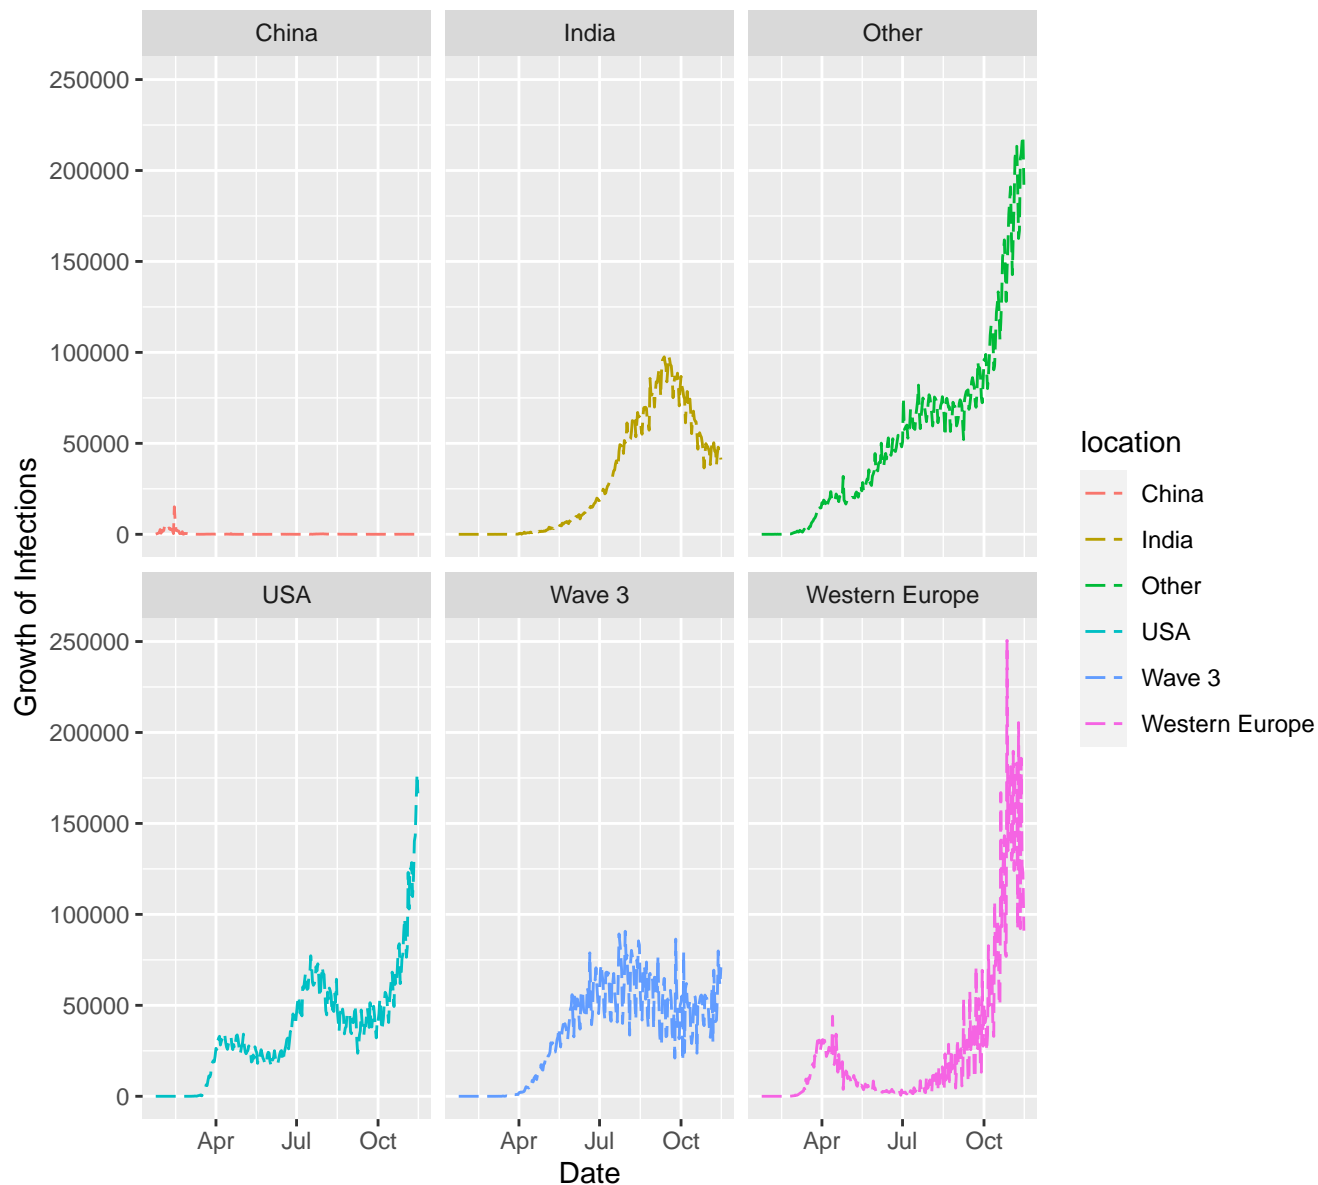 China
India
Other
250000
200000
150000
100000
50000
0
USA
Wave 3
Western Europe
250000
200000
150000
100000
50000
0
Apr
Jul
Oct
Apr
Jul
Oct
Apr
Jul
Oct
Date
Growth of Infections
location
China
India
Other
USA
Wave 3
Western Europe